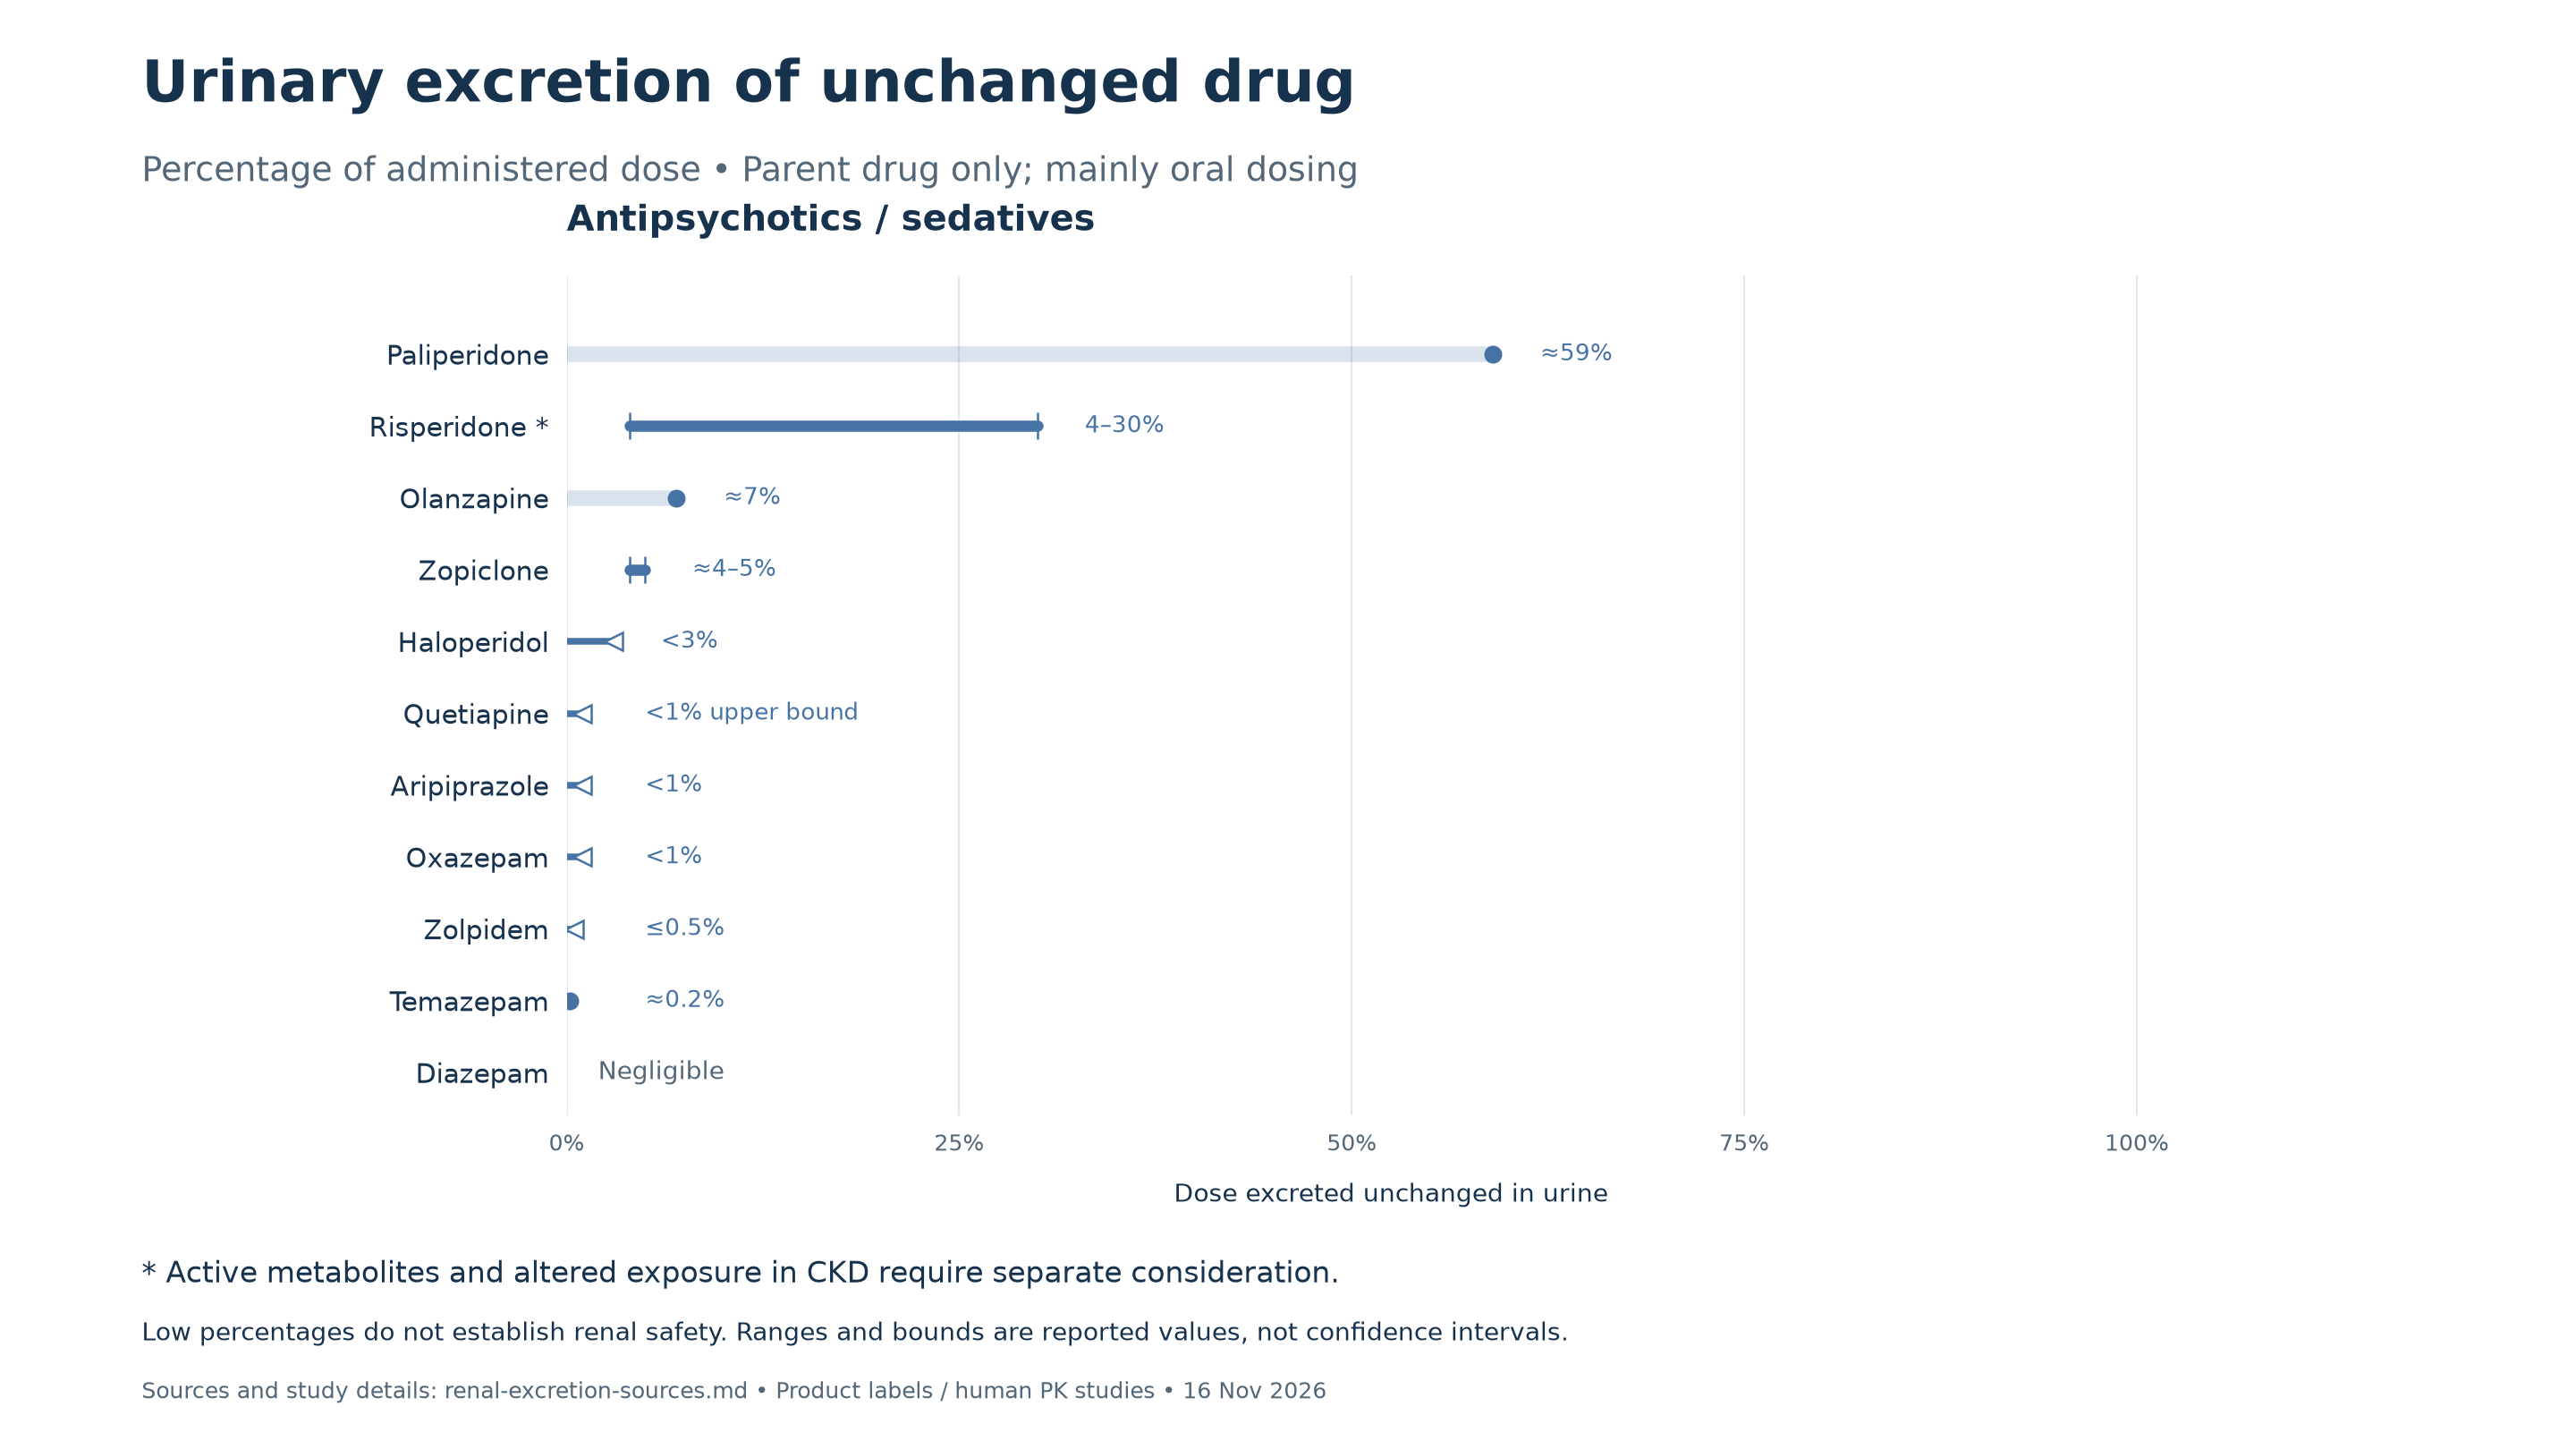 Urinary excretion of unchanged drug
Percentage of administered dose • Parent drug only; mainly oral dosing
Antipsychotics / sedatives
Paliperidone ≈59%
Risperidone * 4–30%
Olanzapine ≈7%
Zopiclone ≈4–5%
Haloperidol <3%
Quetiapine <1% upper bound
Aripiprazole <1%
Oxazepam <1%
Zolpidem ≤0.5%
Temazepam ≈0.2%
Diazepam Negligible
0% 25% 50% 75% 100%
Dose excreted unchanged in urine
* Active metabolites and altered exposure in CKD require separate consideration.
Low percentages do not establish renal safety. Ranges and bounds are reported values, not confidence intervals.
Sources and study details: renal-excretion-sources.md • Product labels / human PK studies • 16 Nov 2026